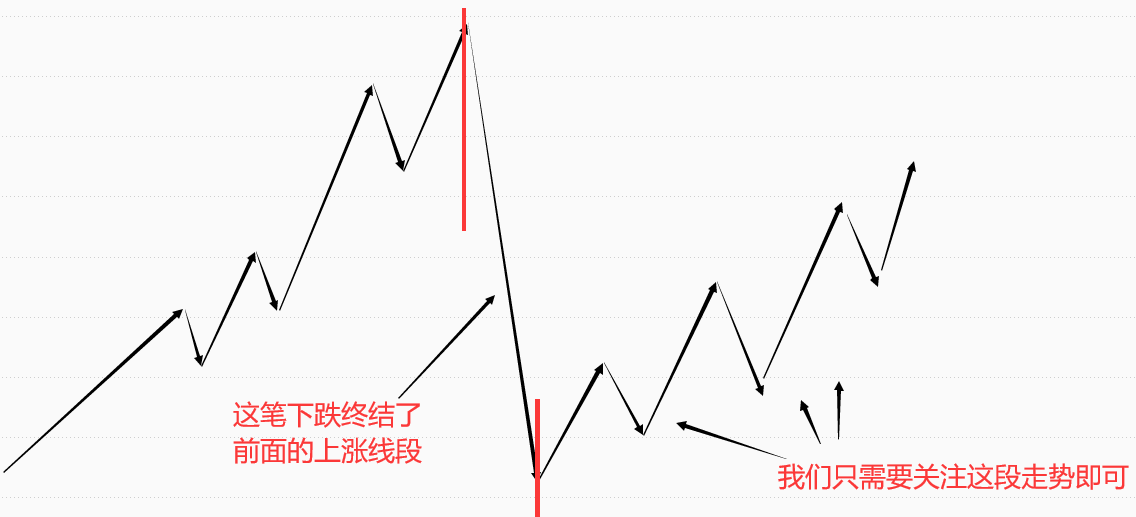 这笔下跌终结了
前面的上涨线段
我们只需要关注这段走势即可